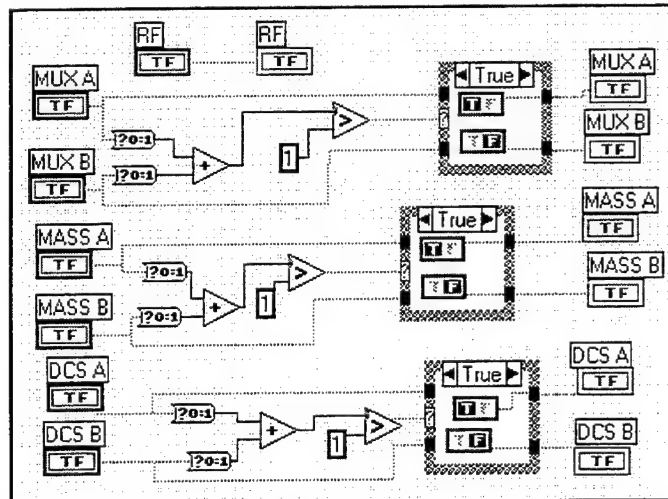 RF RF
TF TF
MUX A True MUX A
TF T F TF
?0:1 + > ?
1
MUX B MUX B
TF ?0:1 F TF
MASS A True MASS A
TF T F TF
?0:1 + > ?
1
MASS B MASS B
TF ?0:1 F TF
DCS A True DCS A
TF T F TF
?0:1 + > ?
1
DCS B DCS B
TF ?0:1 F TF